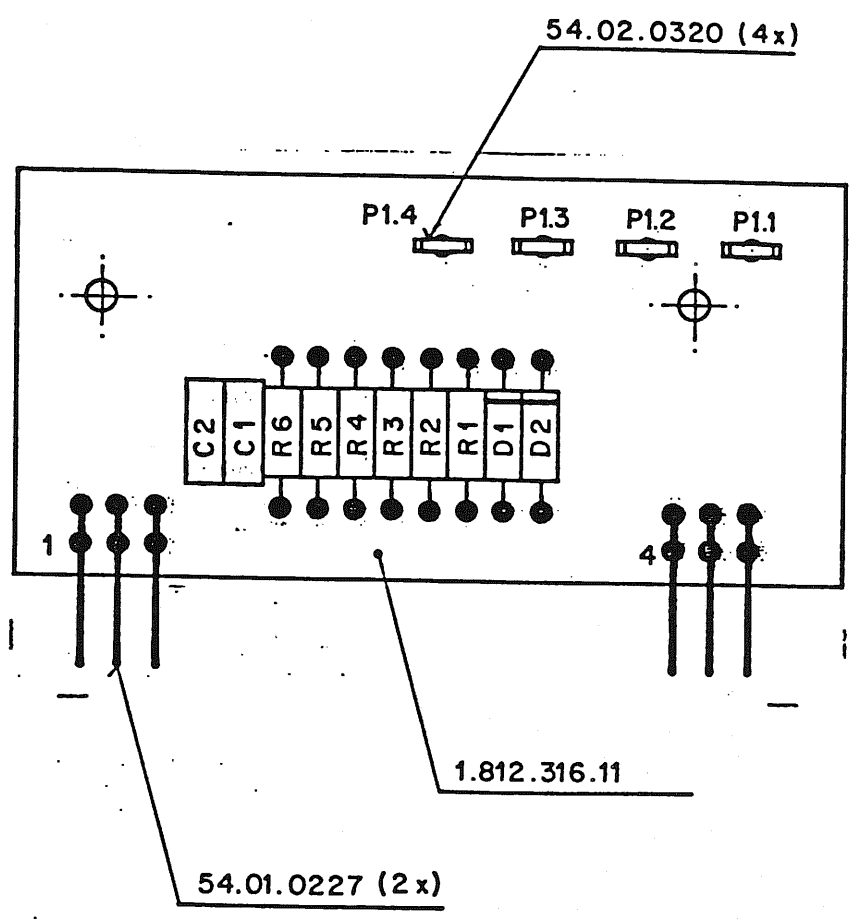 54.02.0320 (4x)
P1.4 P1.3 P1.2 P1.1
C2 C1 R6 R5 R4 R3 R2 R1 D1 D2
1 4
1.812.316.11
54.01.0227 (2x)